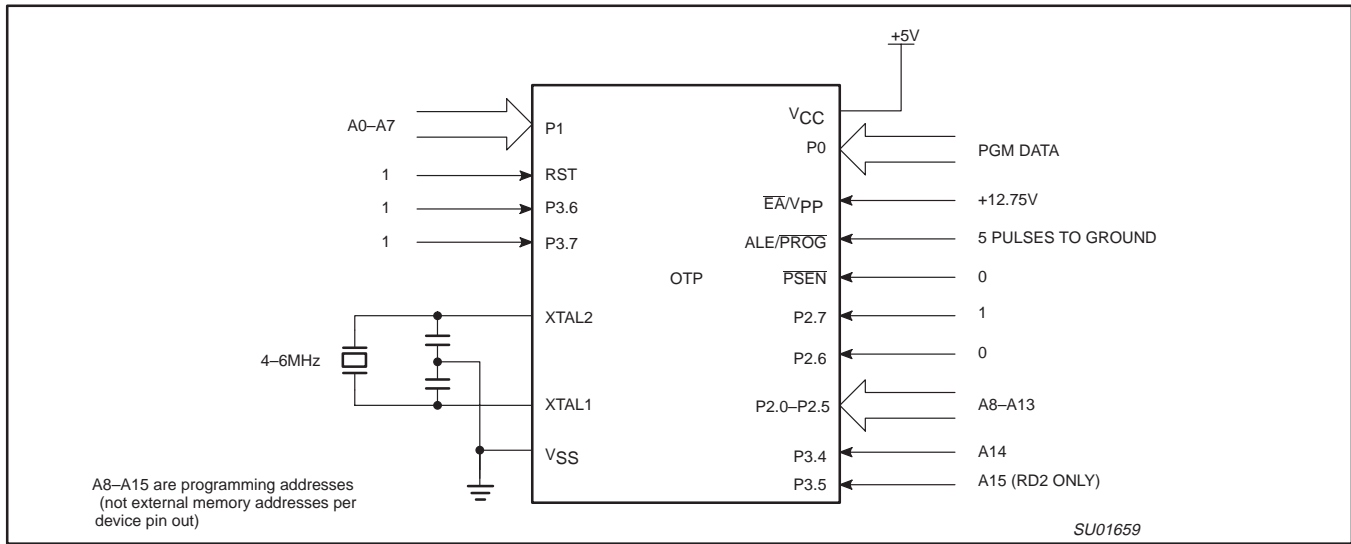 +5V
A0–A7
P1
VCC
P0
PGM DATA
1
RST
1
P3.6
EA/VPP
+12.75V
1
P3.7
ALE/PROG
5 PULSES TO GROUND
OTP
PSEN
0
XTAL2
P2.7
1
4–6MHz
P2.6
0
XTAL1
P2.0–P2.5
A8–A13
VSS
P3.4
A14
P3.5
A15 (RD2 ONLY)
A8–A15 are programming addresses
(not external memory addresses per
device pin out)
SU01659